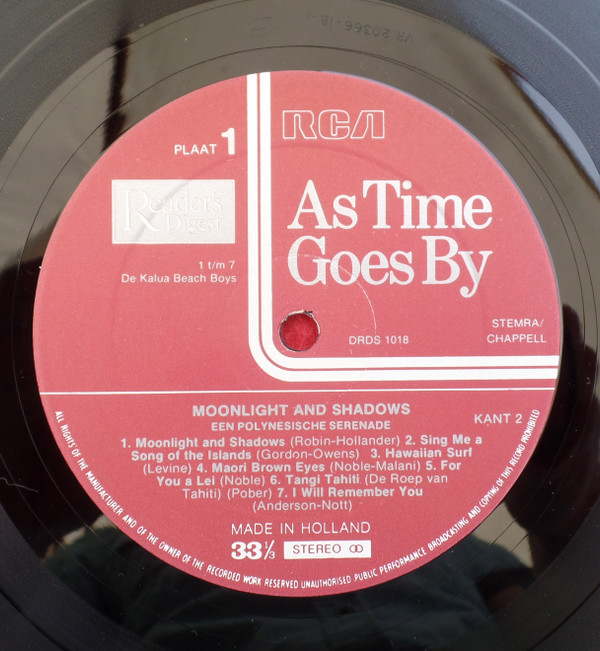 VR 20366-1B-1
RCA
PLAAT 1
Reader's
Digest
As Time
Goes By
1 t/m 7
De Kalua Beach Boys
DRDS 1018
STEMRA/
CHAPPELL
MOONLIGHT AND SHADOWS
EEN POLYNESISCHE SERENADE
KANT 2
1. Moonlight and Shadows (Robin-Hollander) 2. Sing Me a
Song of the Islands (Gordon-Owens) 3. Hawaiian Surf
(Levine) 4. Maori Brown Eyes (Noble-Malani) 5. For
You a Lei (Noble) 6. Tangi Tahiti (De Roep van
Tahiti) (Pober) 7. I Will Remember You
(Anderson-Nott)
MADE IN HOLLAND
33⅓ STEREO
ALL RIGHTS OF THE MANUFACTURER AND OF THE OWNER OF THE RECORDED WORK RESERVED UNAUTHORISED PUBLIC PERFORMANCE BROADCASTING AND COPYING OF THIS RECORD PROHIBITED